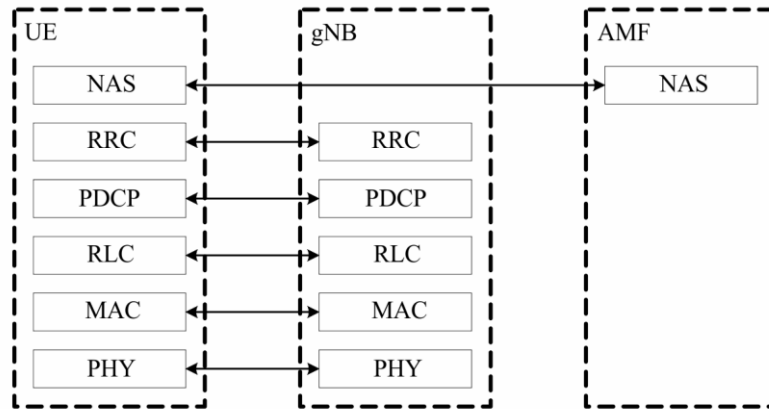 UE gNB AMF
NAS NAS
RRC RRC
PDCP PDCP
RLC RLC
MAC MAC
PHY PHY